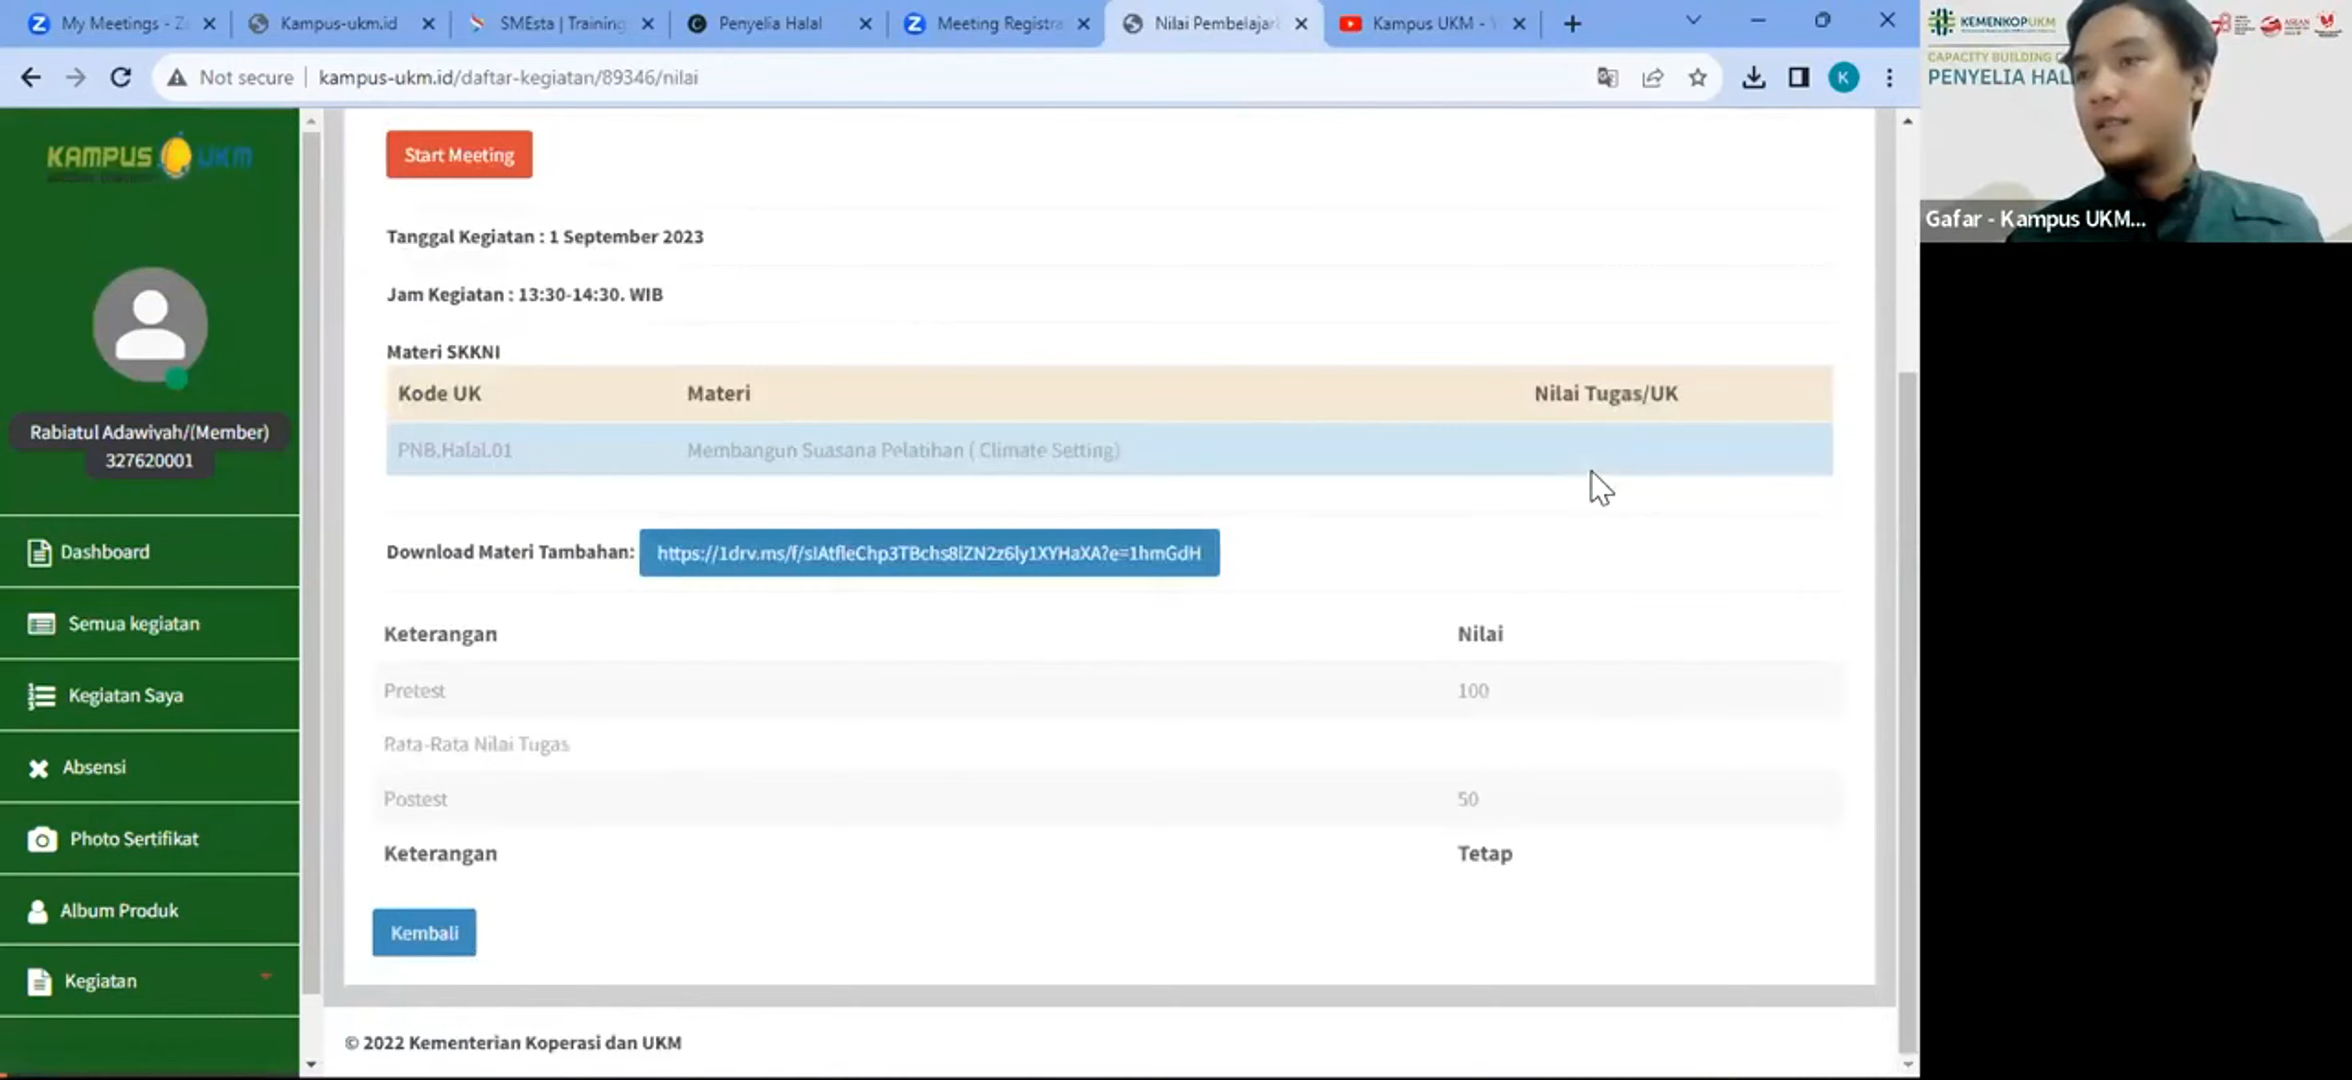 My Meetings - Z
Kampus-ukm.id
SMEsta | Training
Penyelia Halal
Meeting Registra
Nilai Pembelajar
Kampus UKM -
Not secure
kampus-ukm.id/daftar-kegiatan/89346/nilai
K
KEMENKOPUKM
CAPACITY BUILDING
PENYELIA HAL
Gafar - Kampus UKM...
KAMPUS UKM
Rabiatul Adawiyah/(Member)
327620001
Dashboard
Semua kegiatan
Kegiatan Saya
Absensi
Photo Sertifikat
Album Produk
Kegiatan
Start Meeting
Tanggal Kegiatan : 1 September 2023
Jam Kegiatan : 13:30-14:30. WIB
Materi SKKNI
Kode UK Materi Nilai Tugas/UK
PNB.Halal.01 Membangun Suasana Pelatihan ( Climate Setting)
Download Materi Tambahan: https://1drv.ms/f/s!AtfleChp3TBchs8lZN2z6ly1XYHaXA?e=1hmGdH
Keterangan Nilai
Pretest 100
Rata-Rata Nilai Tugas
Postest 50
Keterangan Tetap
Kembali
© 2022 Kementerian Koperasi dan UKM